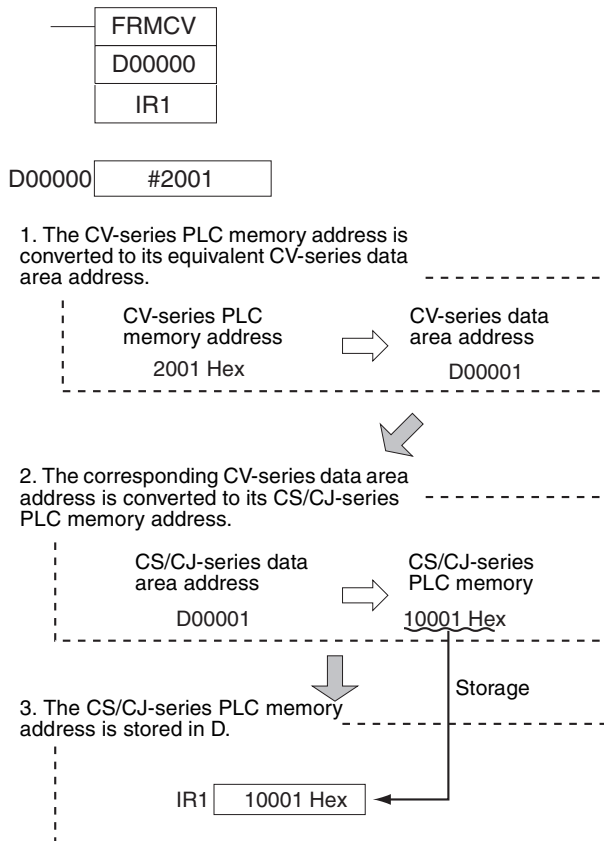 FRMCV
D00000
IR1
D00000 #2001
1. The CV-series PLC memory address is
converted to its equivalent CV-series data
area address.
CV-series PLC
memory address
2001 Hex
CV-series data
area address
D00001
2. The corresponding CV-series data area
address is converted to its CS/CJ-series
PLC memory address.
CS/CJ-series data
area address
D00001
CS/CJ-series
PLC memory
10001 Hex
Storage
3. The CS/CJ-series PLC memory
address is stored in D.
IR1 10001 Hex